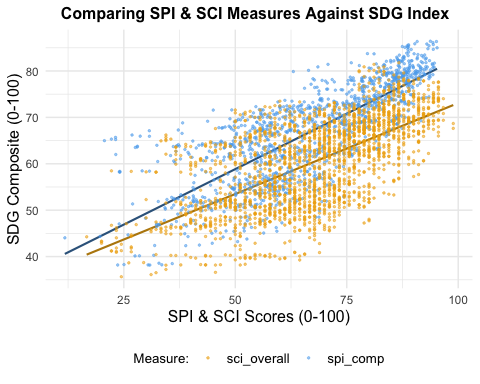 Comparing SPI & SCI Measures Against SDG Index
SDG Composite (0-100)
80
70
60
50
40
25
50
75
100
SPI & SCI Scores (0-100)
Measure: sci_overall spi_comp